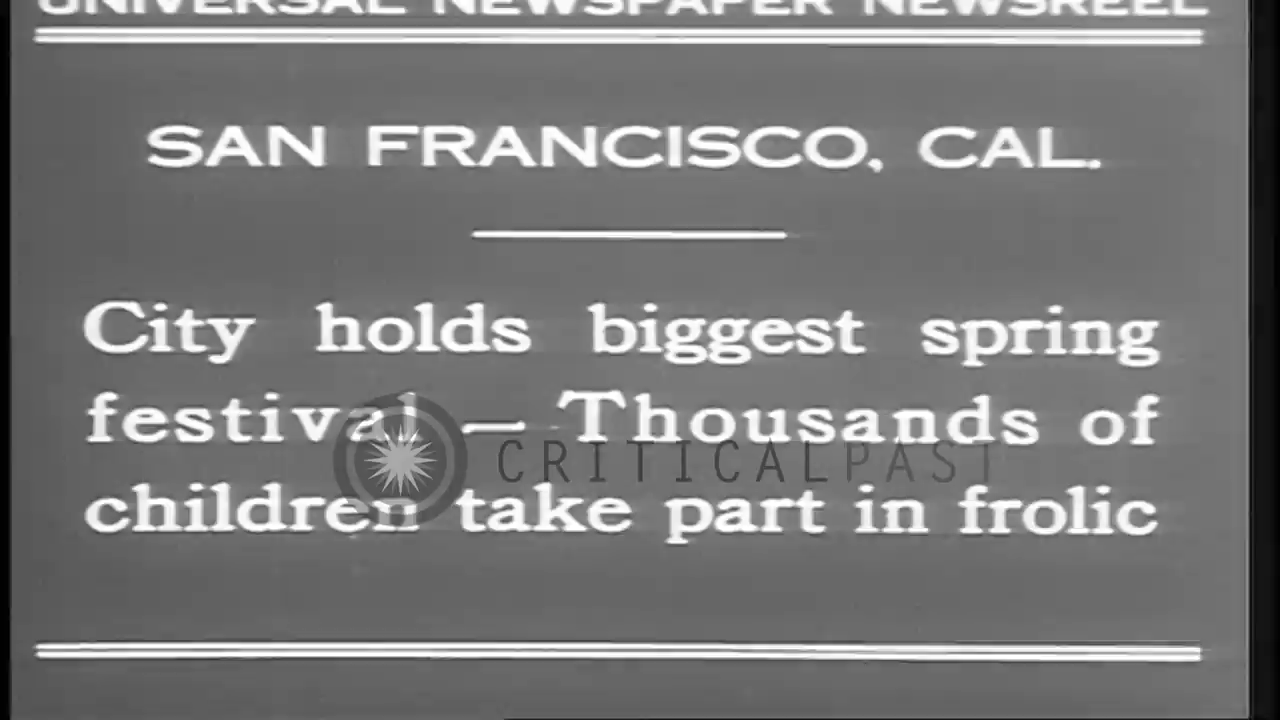 UNIVERSAL NEWSPAPER NEWSREEL
SAN FRANCISCO, CAL.
City holds biggest spring
festival — Thousands of
CRITICALPAST
children take part in frolic